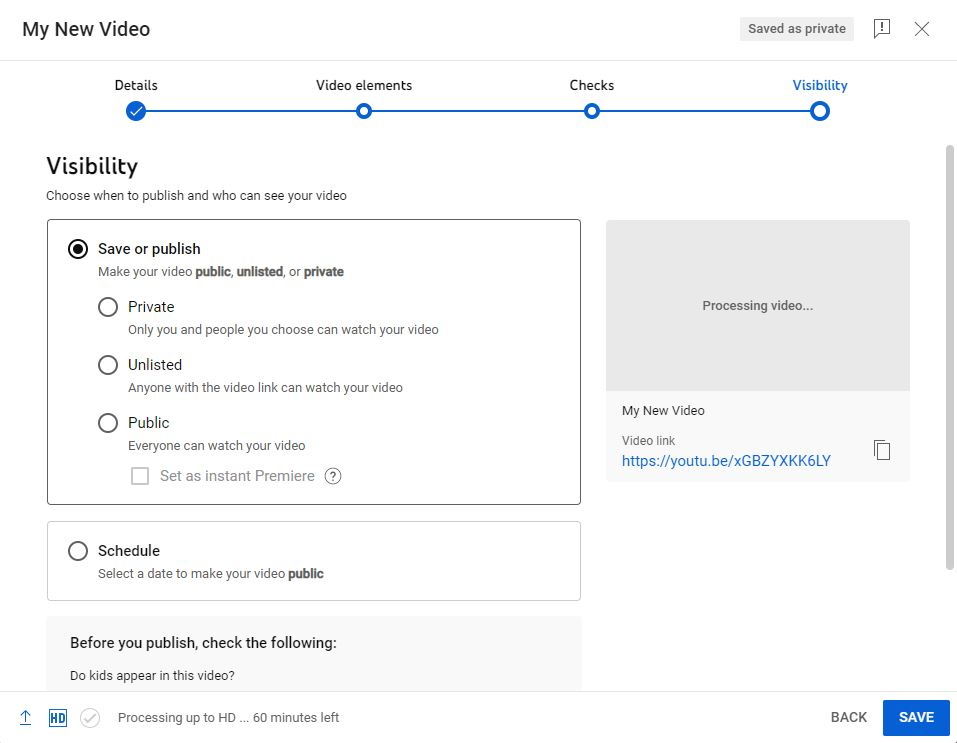 My New Video
Saved as private
Details
Video elements
Checks
Visibility
Visibility
Choose when to publish and who can see your video
Save or publish
Make your video public, unlisted, or private
Private
Only you and people you choose can watch your video
Unlisted
Anyone with the video link can watch your video
Public
Everyone can watch your video
Set as instant Premiere ?
Processing video...
My New Video
Video link
https://youtu.be/xGBZYXKK6LY
Schedule
Select a date to make your video public
Before you publish, check the following:
Do kids appear in this video?
HD
Processing up to HD ... 60 minutes left
BACK
SAVE